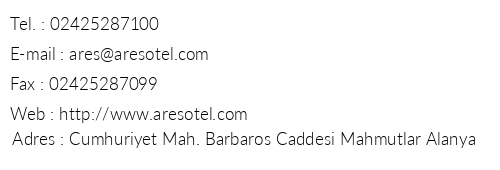 Tel. : 02425287100
E-mail : ares@aresotel.com
Fax : 02425287099
Web : http://www.aresotel.com
Adres : Cumhuriyet Mah. Barbaros Caddesi Mahmutlar Alanya